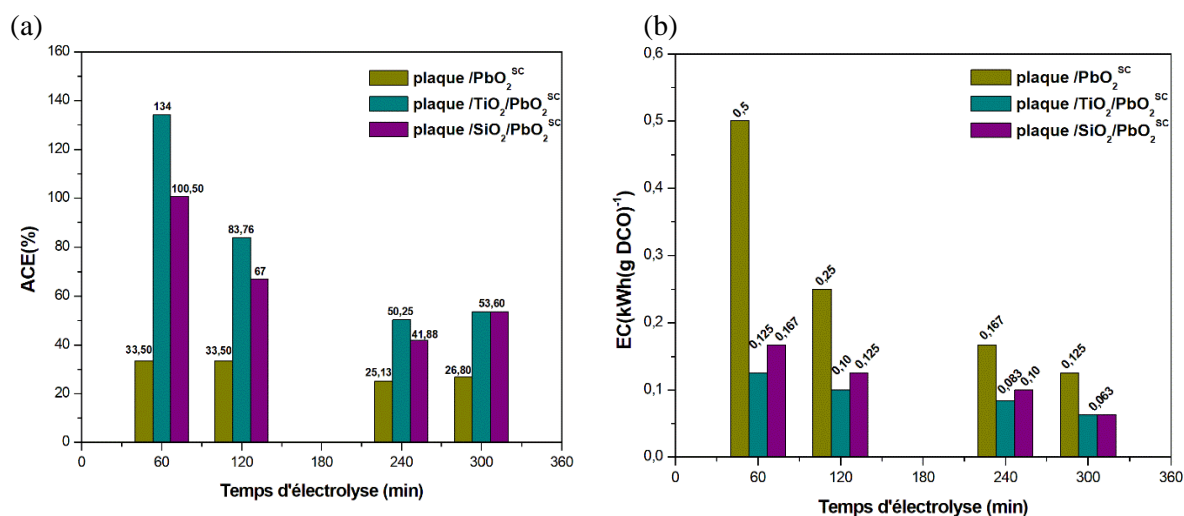 (a)
160
140
120
100
80
60
40
20
0
ACE(%)
plaque /PbO₂ˢᶜ
plaque /TiO₂/PbO₂ˢᶜ
plaque /SiO₂/PbO₂ˢᶜ
33,50 134 100,50
33,50 83,76 67
25,13 50,25 41,88
26,80 53,60
0 60 120 180 240 300 360
Temps d'électrolyse (min)
(b)
0,6
0,5
0,4
0,3
0,2
0,1
0,0
EC(kWh(g DCO)⁻¹
plaque /PbO₂ˢᶜ
plaque /TiO₂/PbO₂ˢᶜ
plaque /SiO₂/PbO₂ˢᶜ
0,5 0,125 0,167
0,25 0,10 0,125
0,167 0,083 0,10
0,125 0,063
0 60 120 180 240 300 360
Temps d'électrolyse (min)